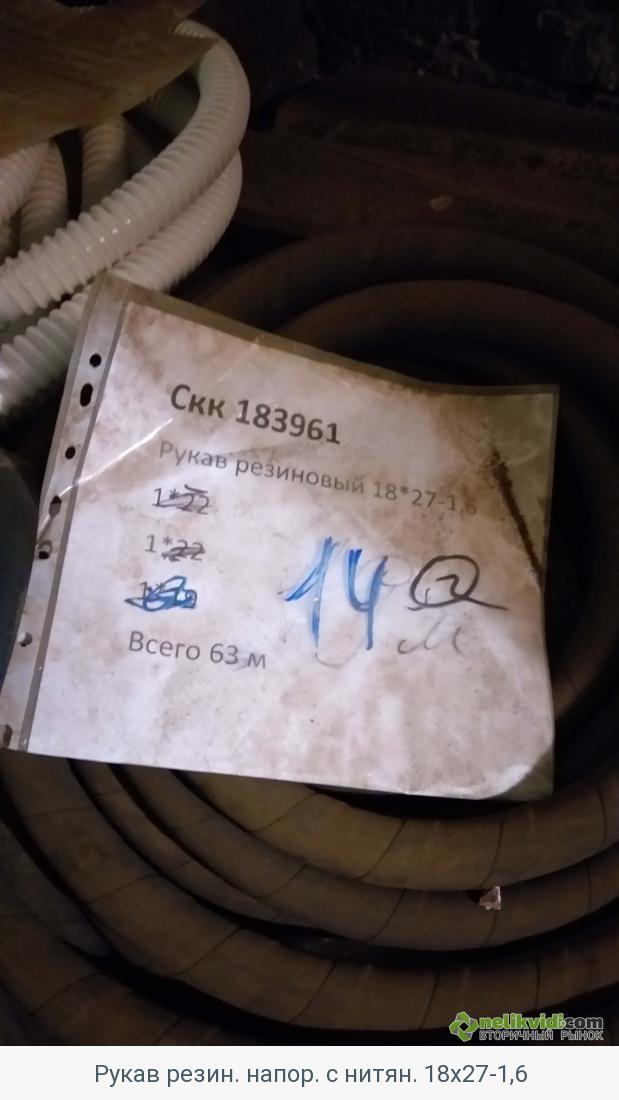 Скк 183961
Рукав резиновый 18*27-1,6
1*22
1*22
Всего 63 м
14
м
nelikvidi.com
ВТОРИЧНЫЙ РЫНОК
Рукав резин. напор. с нитян. 18х27-1,6